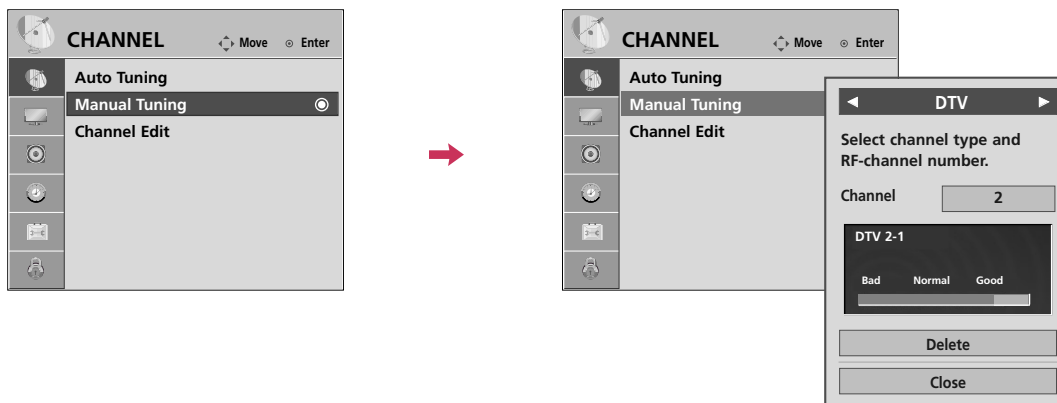 CHANNEL Move Enter
Auto Tuning
Manual Tuning
Channel Edit
CHANNEL Move Enter
Auto Tuning
Manual Tuning
Channel Edit
DTV
Select channel type and
RF-channel number.
Channel 2
DTV 2-1
Bad Normal Good
Delete
Close